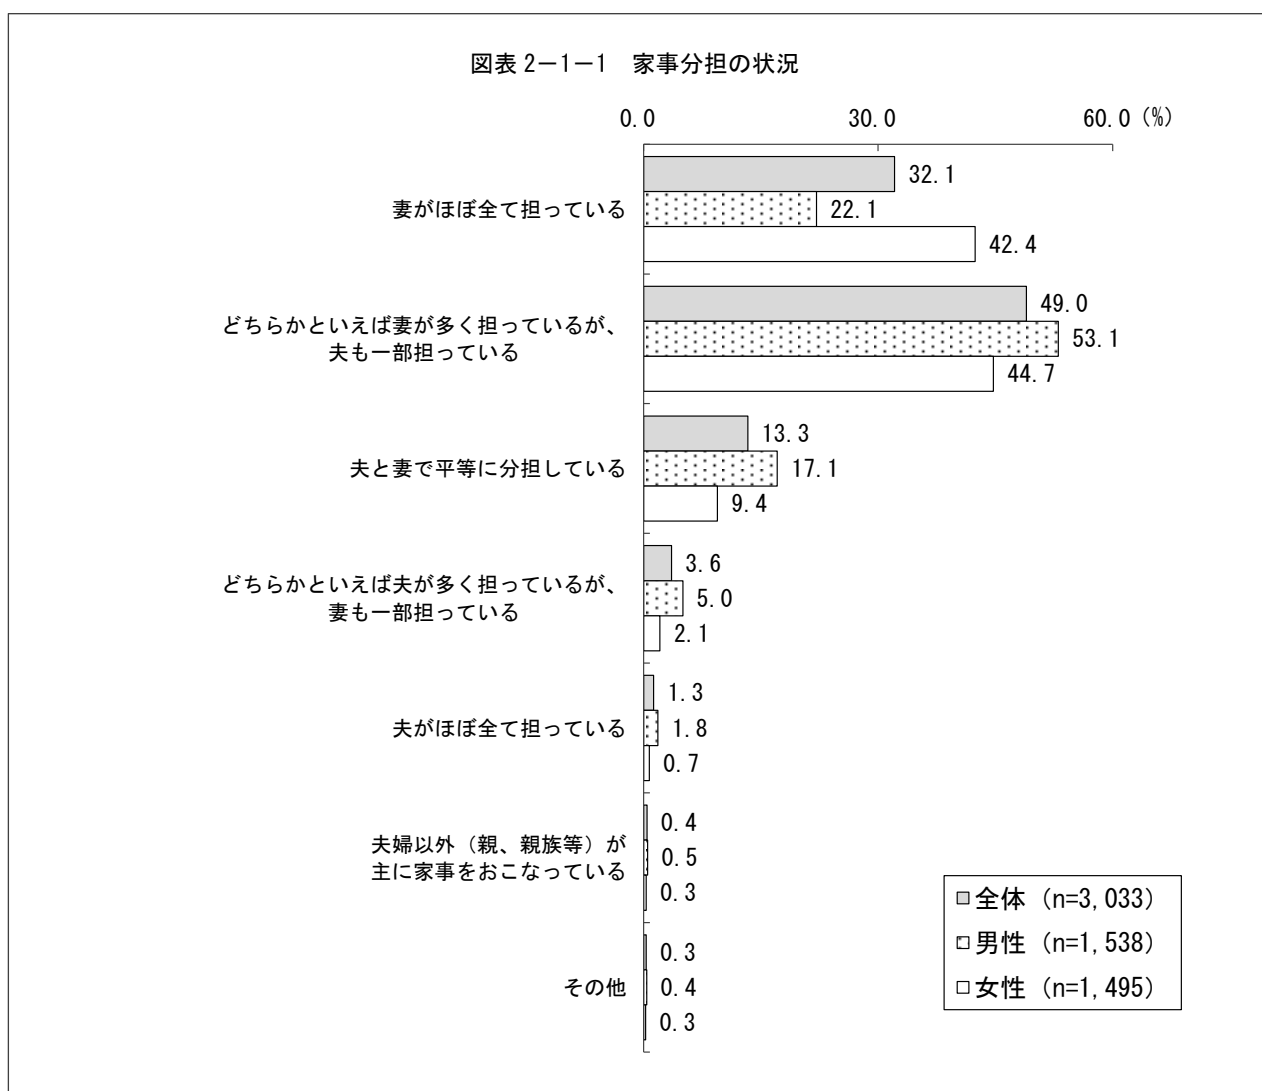 図表2－1－1　家事分担の状況
0.0 30.0 60.0 (%)
妻がほぼ全て担っている
32.1
22.1
42.4
どちらかといえば妻が多く担っているが、
夫も一部担っている
49.0
53.1
44.7
夫と妻で平等に分担している
13.3
17.1
9.4
どちらかといえば夫が多く担っているが、
妻も一部担っている
3.6
5.0
2.1
夫がほぼ全て担っている
1.3
1.8
0.7
夫婦以外（親、親族等）が
主に家事をおこなっている
0.4
0.5
0.3
その他
0.3
0.4
0.3
全体（n=3,033）
男性（n=1,538）
女性（n=1,495）